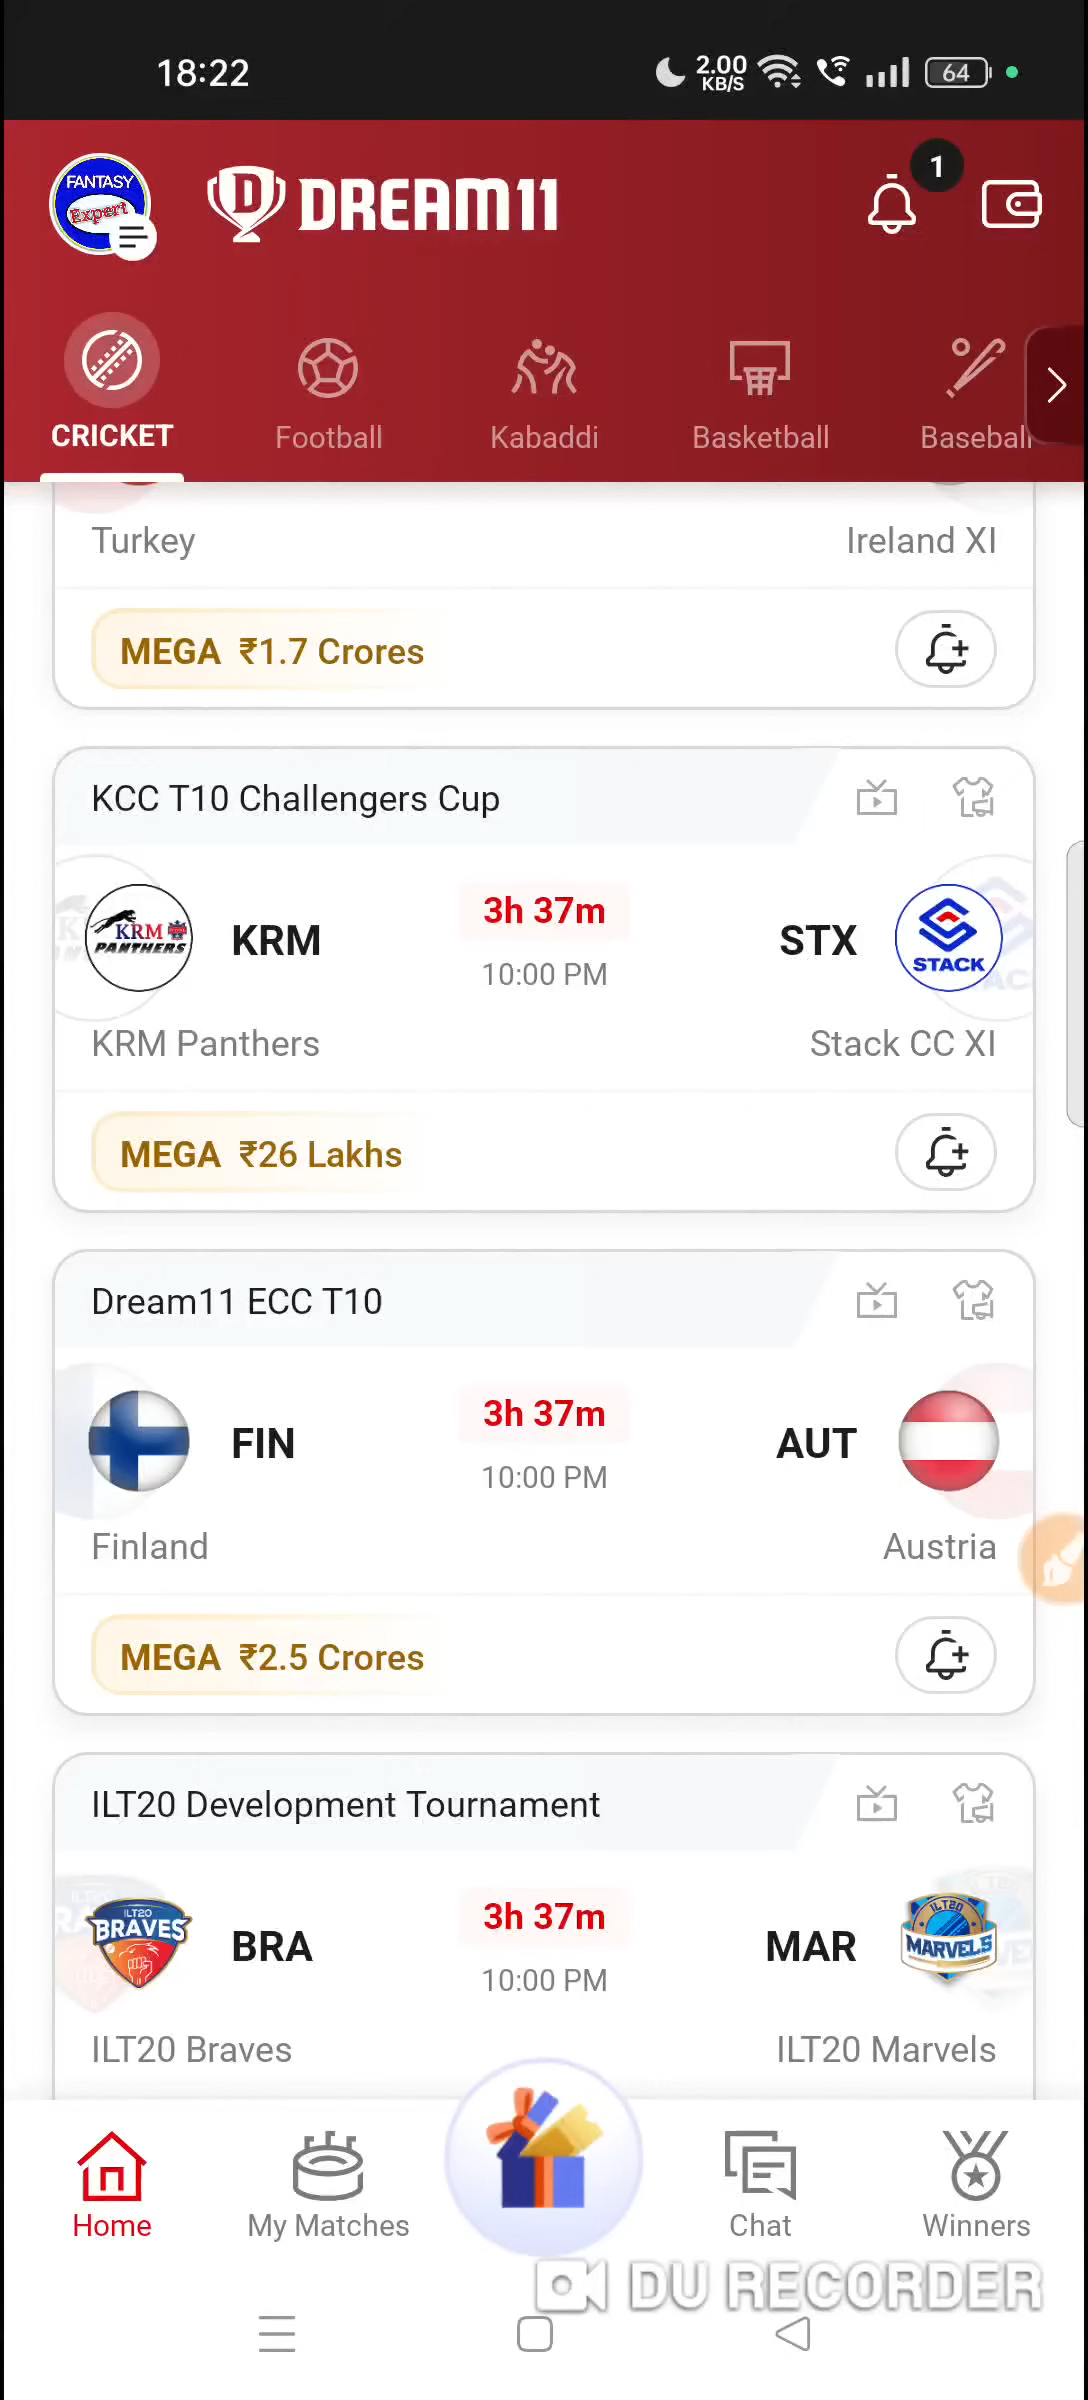 18:22
2.00
KB/S
64
FANTASY
Expert
DREAM11
1
CRICKET
Football
Kabaddi
Basketball
Baseball
Turkey
Ireland XI
MEGA ₹1.7 Crores
KCC T10 Challengers Cup
KRM
PANTHERS
KRM
3h 37m
10:00 PM
STX
STACK
KRM Panthers
Stack CC XI
MEGA ₹26 Lakhs
Dream11 ECC T10
FIN
3h 37m
10:00 PM
AUT
Finland
Austria
MEGA ₹2.5 Crores
ILT20 Development Tournament
ILT20
BRAVES
BRA
3h 37m
10:00 PM
MAR
ILT20
MARVELS
ILT20 Braves
ILT20 Marvels
Home
My Matches
Chat
Winners
DU RECORDER